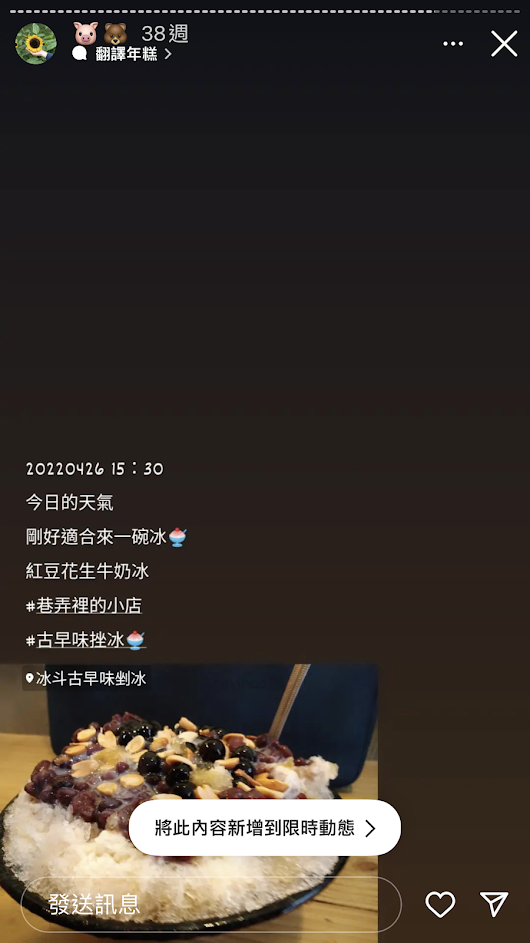 38週
翻譯年糕
20220426 15：30
今日的天氣
剛好適合來一碗冰🍧
紅豆花生牛奶冰
#巷弄裡的小店
#古早味挫冰🍧
冰斗古早味剉冰
將此內容新增到限時動態
發送訊息